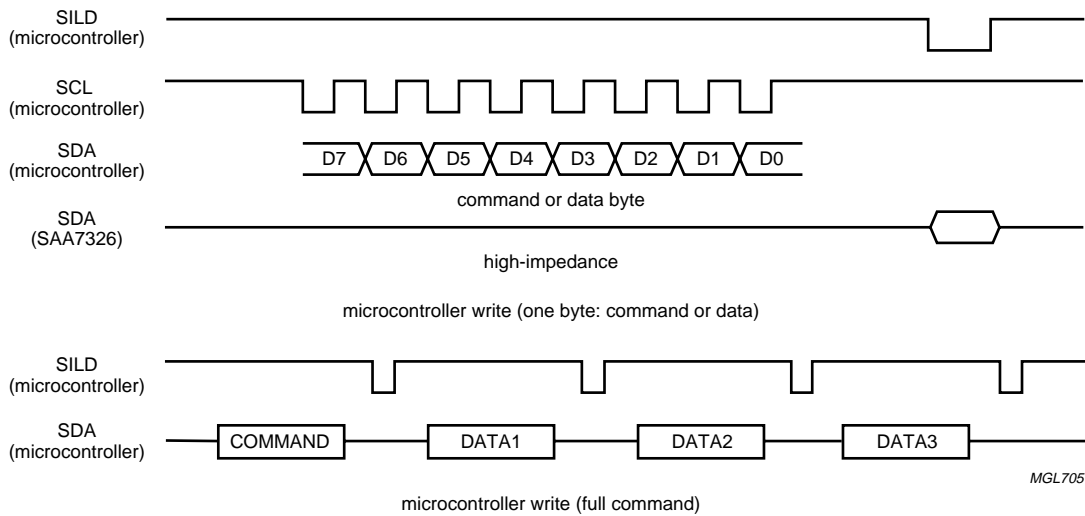 SILD
(microcontroller)
SCL
(microcontroller)
SDA
(microcontroller)
D7 D6 D5 D4 D3 D2 D1 D0
command or data byte
SDA
(SAA7326)
high-impedance
microcontroller write (one byte: command or data)
SILD
(microcontroller)
SDA
(microcontroller)
COMMAND DATA1 DATA2 DATA3
MGL705
microcontroller write (full command)